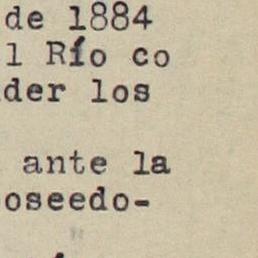 de 1884
l Río co
der los
ante la
oseedo-